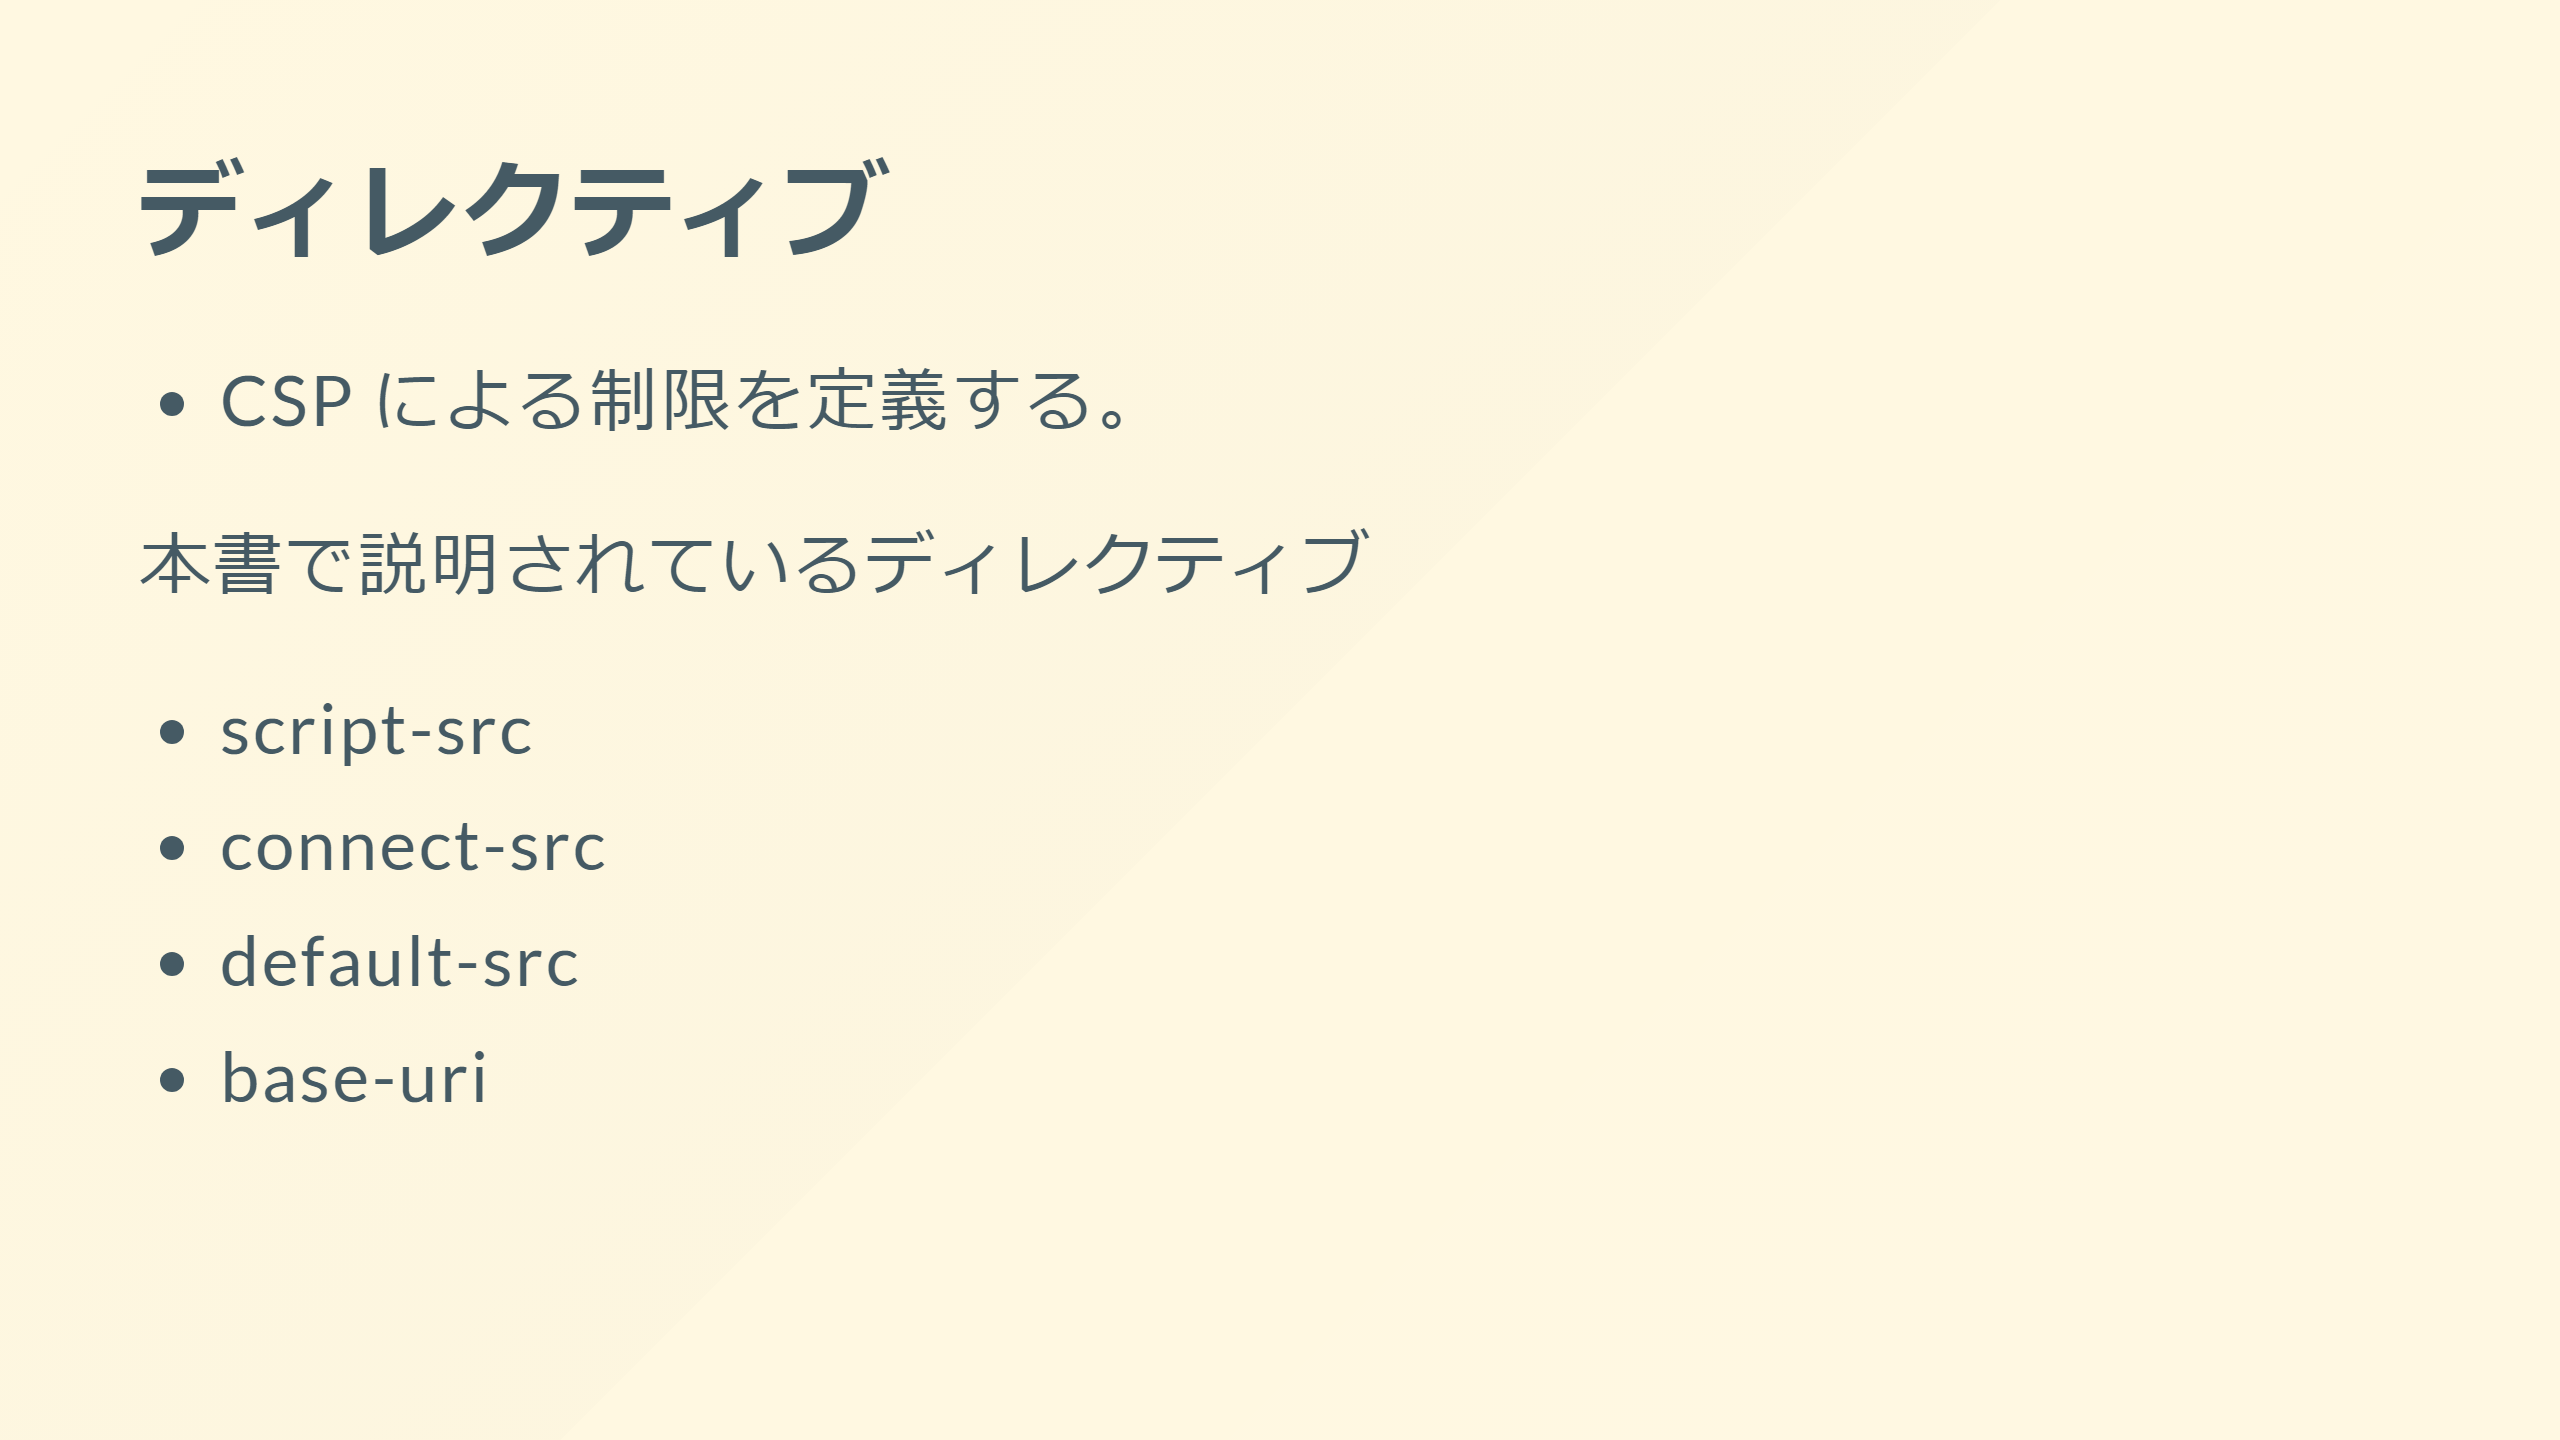 ディレクティブ
CSP による制限を定義する。
本書で説明されているディレクティブ
script-src
connect-src
default-src
base-uri